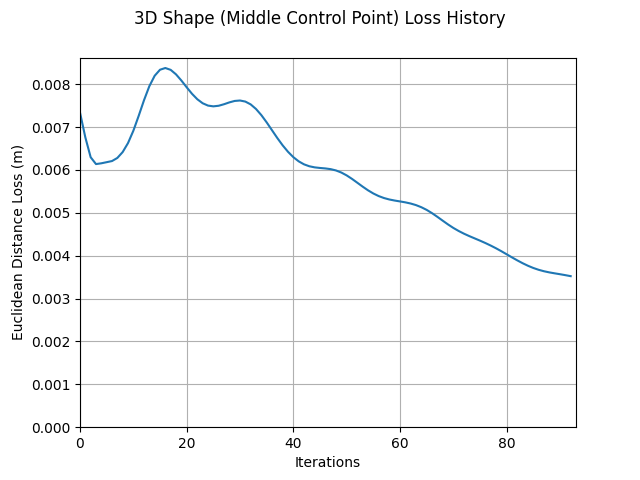 3D Shape (Middle Control Point) Loss History
Euclidean Distance Loss (m)
0.008
0.007
0.006
0.005
0.004
0.003
0.002
0.001
0.000
0 20 40 60 80
Iterations